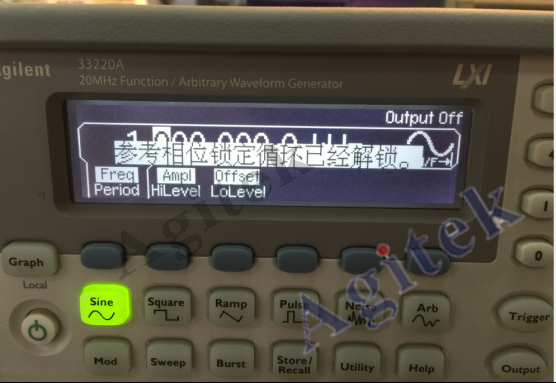 Agilent
33220A
20MHz Function / Arbitrary Waveform Generator
LXI
Output Off
参考相位锁定循环已经解锁。
Freq Ampl Offset
Period HiLevel LoLevel
Graph
Local
Sine Square Ramp Pulse Noise Arb
Trigger
Mod Sweep Burst Store/
Recall Utility Help Output
1
0
Agitek
Agitek